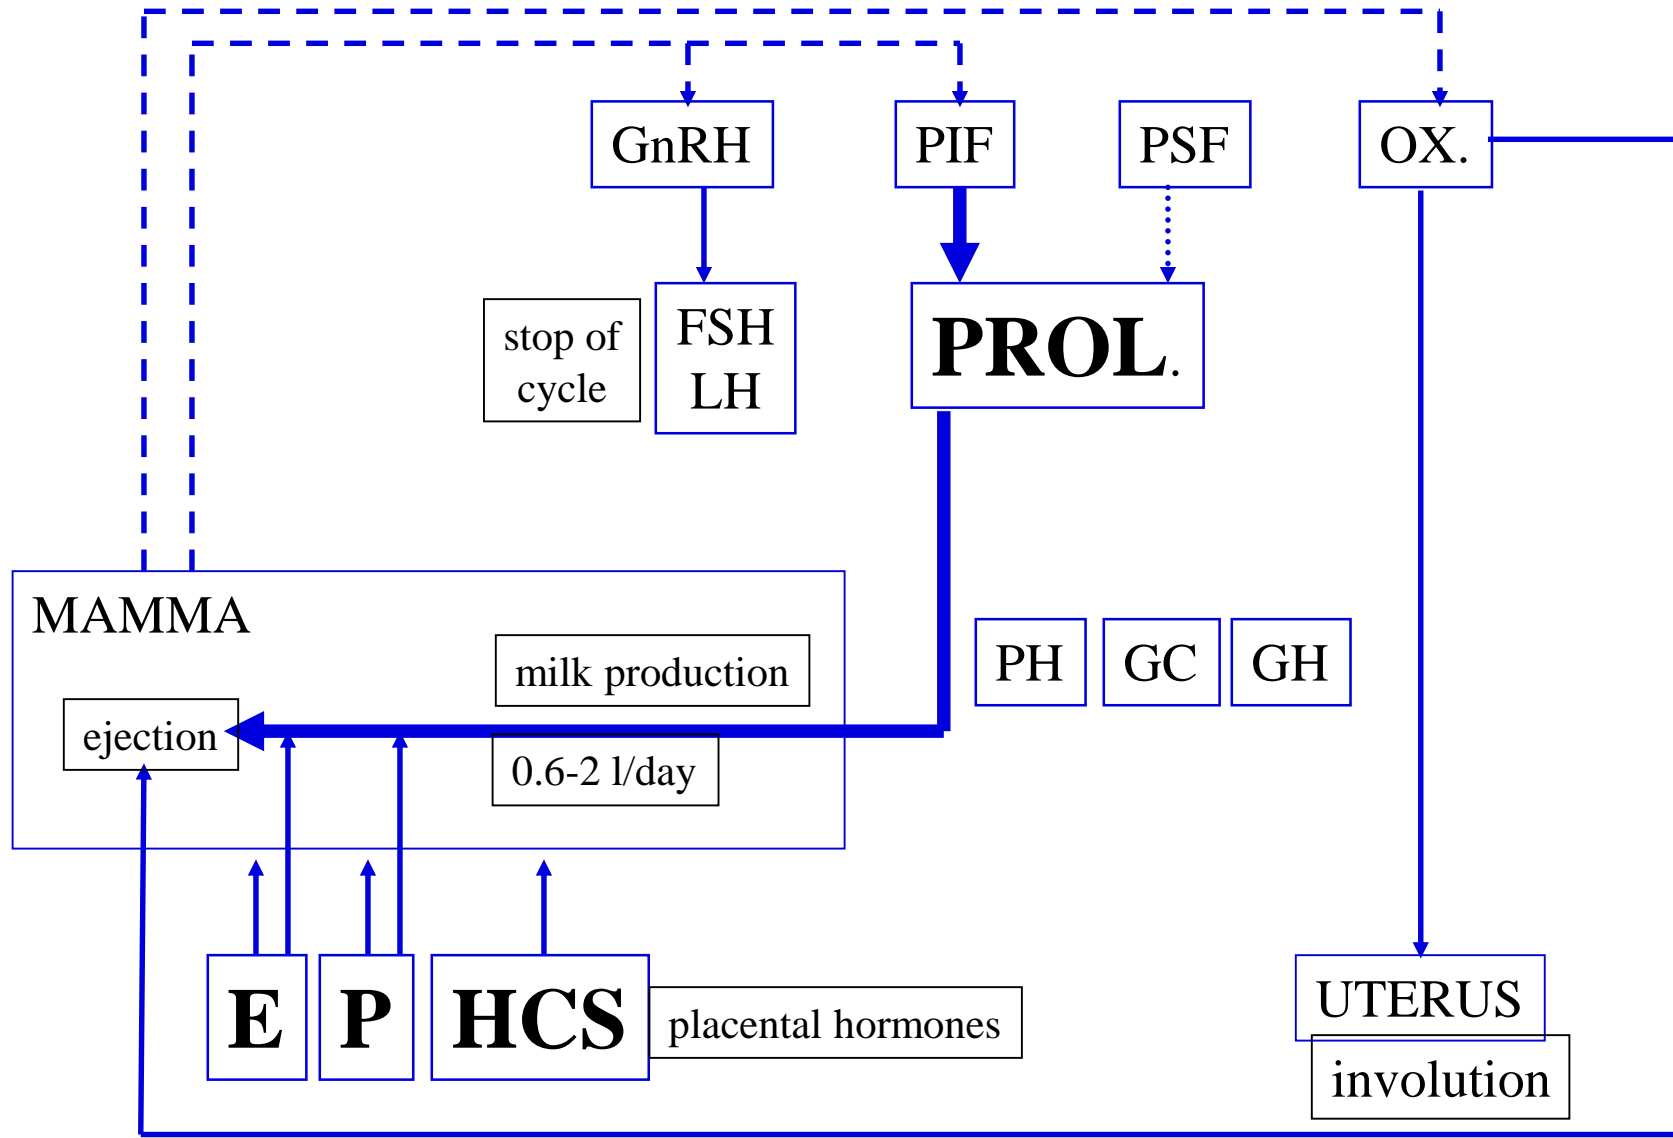 GnRH
PIF
PSF
OX.
stop of
cycle
FSH
LH
PROL.
MAMMA
milk production
PH
GC
GH
ejection
0.6-2 l/day
E
P
HCS
placental hormones
UTERUS
involution